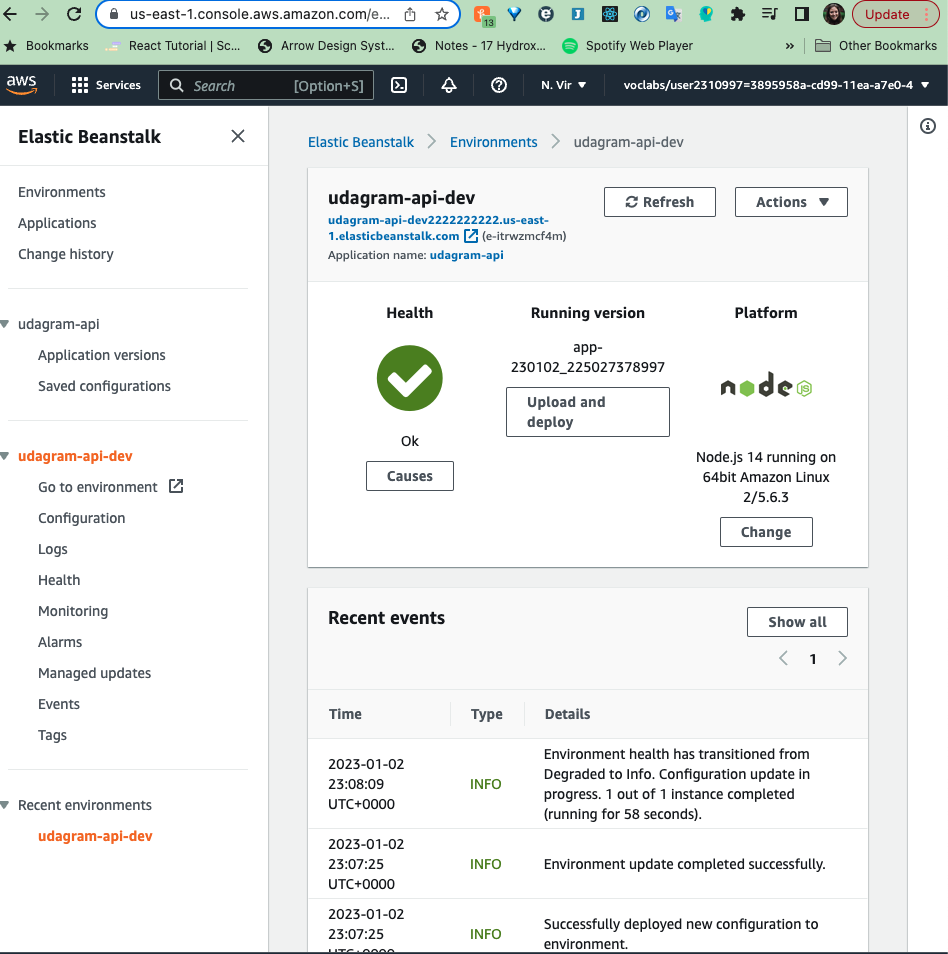 us-east-1.console.aws.amazon.com/e...
13
Update
Bookmarks
React Tutorial | Sc...
Arrow Design Syst...
Notes - 17 Hydrox...
Spotify Web Player
»
Other Bookmarks
aws
Services
Search
[Option+S]
N. Vir
voclabs/user2310997=3895958a-cd99-11ea-a7e0-4
Elastic Beanstalk
Environments
Applications
Change history
udagram-api
Application versions
Saved configurations
udagram-api-dev
Go to environment
Configuration
Logs
Health
Monitoring
Alarms
Managed updates
Events
Tags
Recent environments
udagram-api-dev
Elastic Beanstalk
Environments
udagram-api-dev
udagram-api-dev
udagram-api-dev2222222222.us-east-
1.elasticbeanstalk.com (e-itrwzmcf4m)
Application name: udagram-api
Refresh
Actions
Health
Ok
Causes
Running version
app-
230102_225027378997
Upload and
deploy
Platform
node JS
Node.js 14 running on
64bit Amazon Linux
2/5.6.3
Change
Recent events
Show all
1
Time
Type
Details
2023-01-02
23:08:09
UTC+0000
INFO
Environment health has transitioned from
Degraded to Info. Configuration update in
progress. 1 out of 1 instance completed
(running for 58 seconds).
2023-01-02
23:07:25
UTC+0000
INFO
Environment update completed successfully.
2023-01-02
23:07:25
UTC+0000
INFO
Successfully deployed new configuration to
environment.